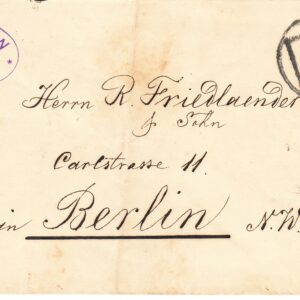 N *
Herrn R. Friedlaender
& Sohn
Carlstrasse 11.
in Berlin N.W.